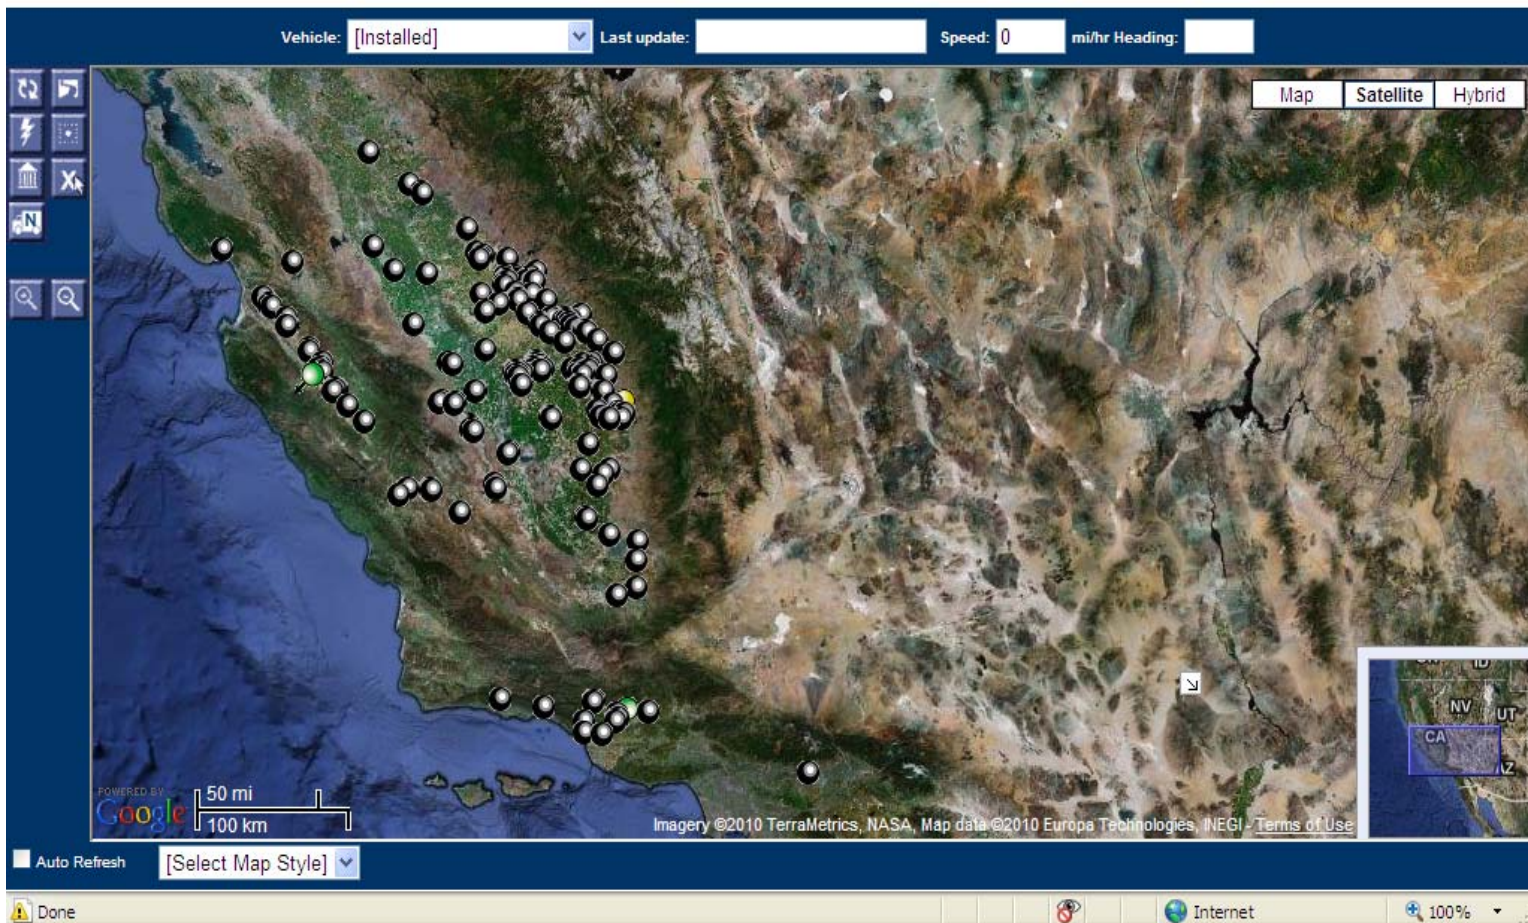 Vehicle: [Installed] Last update: Speed: 0 mi/hr Heading:
Map Satellite Hybrid
N
NV
UT
CA
POWERED BY
Google
50 mi
100 km
Imagery ©2010 TerraMetrics, NASA, Map data ©2010 Europa Technologies, INEGI - Terms of Use
Auto Refresh [Select Map Style]
Done Internet 100%